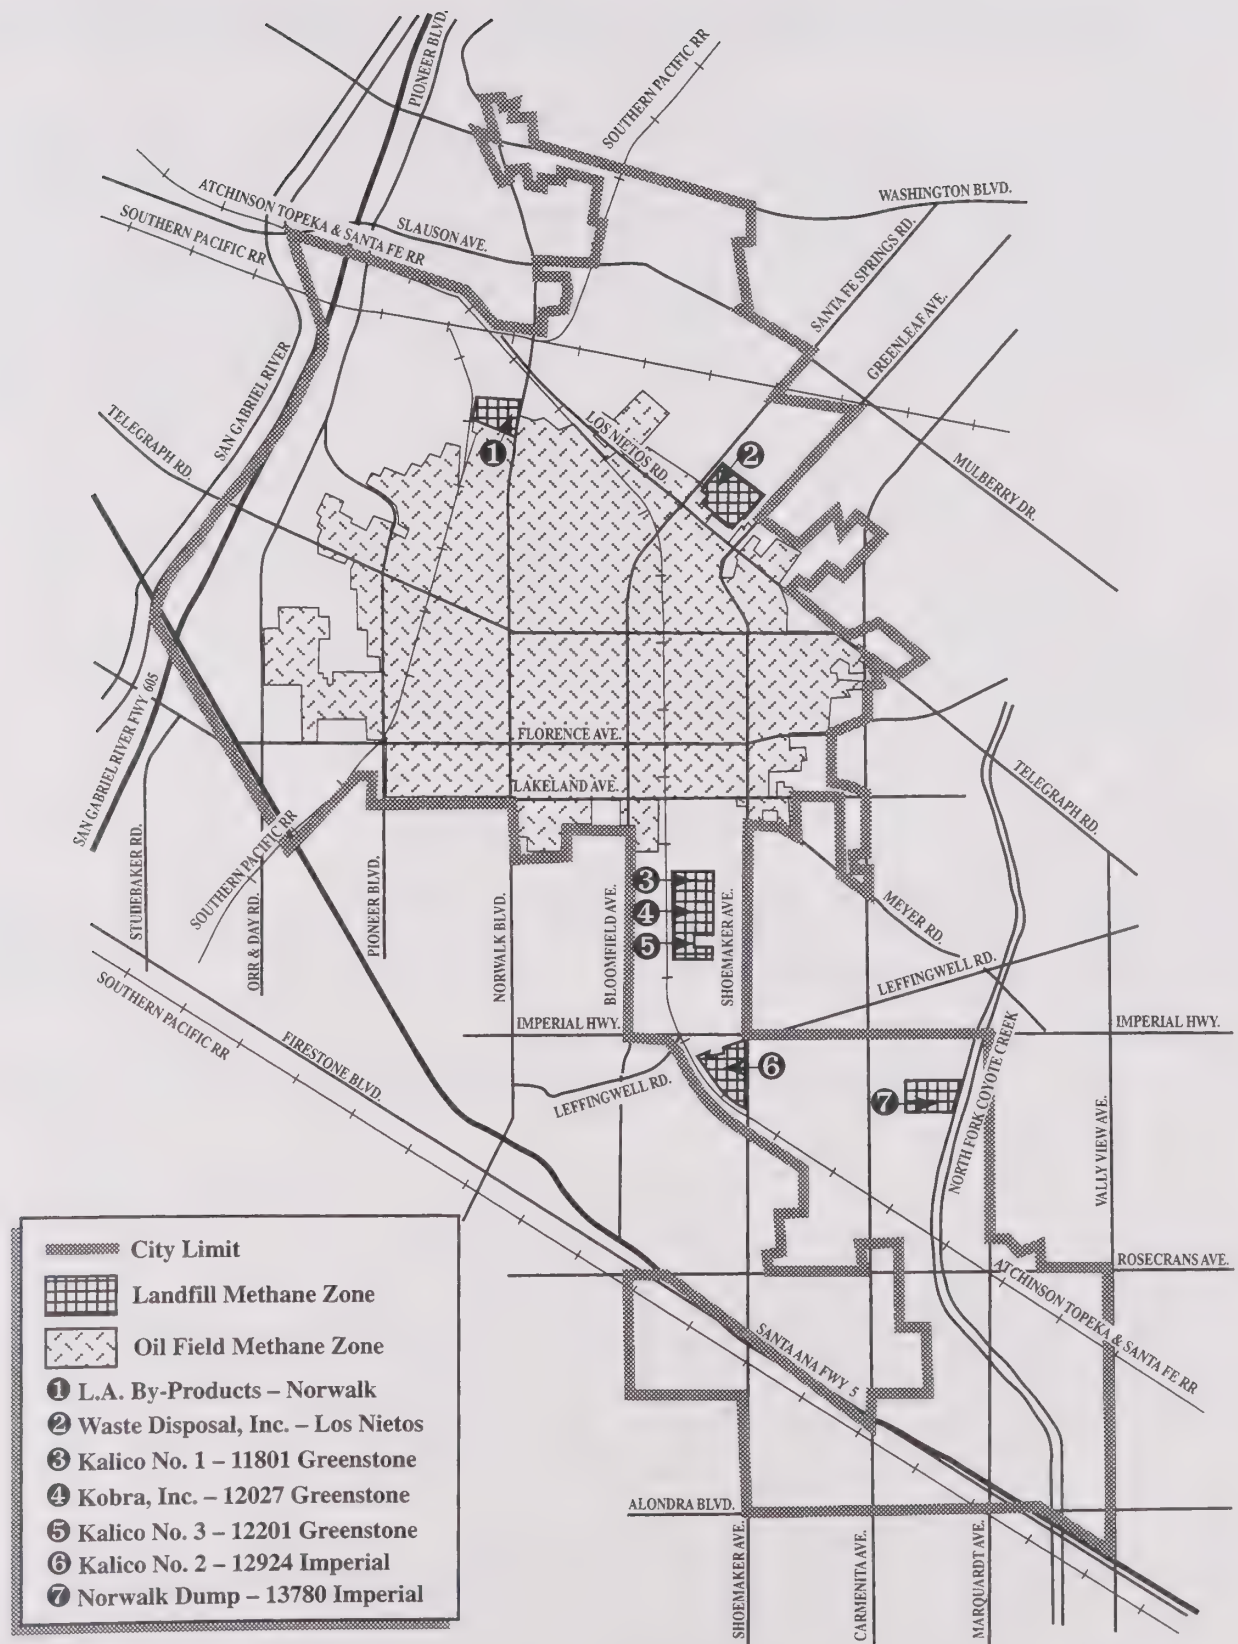 PIONEER BLVD.
SOUTHERN PACIFIC RR
WASHINGTON BLVD.
ATCHINSON TOPEKA & SANTA FE RR
SLAUSON AVE.
SOUTHERN PACIFIC RR
SANTA FE SPRINGS RD.
GREENLEAF AVE.
SAN GABRIEL RIVER
TELEGRAPH RD.
LOS NIETOS RD.
MULBERRY DR.
1
2
SAN GABRIEL RIVER FWY 605
FLORENCE AVE.
LAKELAND AVE.
TELEGRAPH RD.
STUDEBAKER RD.
SOUTHERN PACIFIC RR
ORR & DAY RD.
PIONEER BLVD.
NORWALK BLVD.
BLOOMFIELD AVE.
3
4
5
SHOEMAKER AVE.
MEYER RD.
LEFFINGWELL RD.
SOUTHERN PACIFIC RR
FIRESTONE BLVD.
IMPERIAL HWY.
IMPERIAL HWY.
LEFFINGWELL RD.
6
7
NORTH FORK COYOTE CREEK
VALLY VIEW AVE.
ROSECRANS AVE.
ATCHINSON TOPEKA & SANTA FE RR
SANTA ANA FWY 5
ALONDRA BLVD.
SHOEMAKER AVE.
CARMENITA AVE.
MARQUARDT AVE.
City Limit
Landfill Methane Zone
Oil Field Methane Zone
1 L.A. By-Products – Norwalk
2 Waste Disposal, Inc. – Los Nietos
3 Kalico No. 1 – 11801 Greenstone
4 Kobra, Inc. – 12027 Greenstone
5 Kalico No. 3 – 12201 Greenstone
6 Kalico No. 2 – 12924 Imperial
7 Norwalk Dump – 13780 Imperial